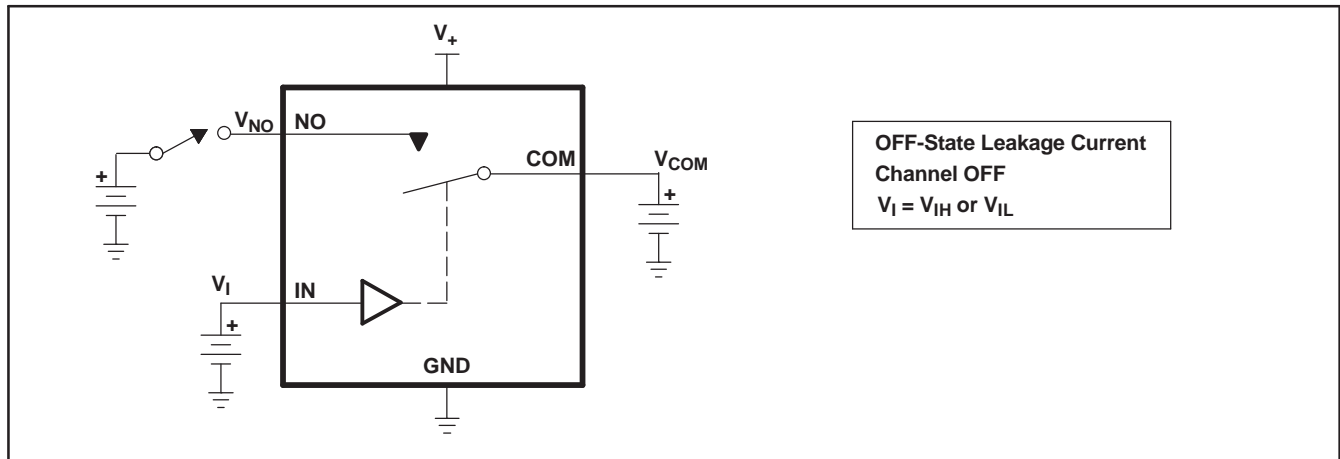 V+
VNO
NO
+
COM
VCOM
+
VI
IN
+
GND
OFF-State Leakage Current
Channel OFF
VI = VIH or VIL